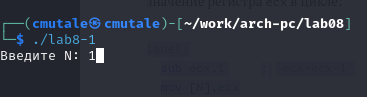 ┌──(cmutale㉿cmutale)-[~/work/arch-pc/lab08]
└─$ ./lab8-1
Введите N: 1